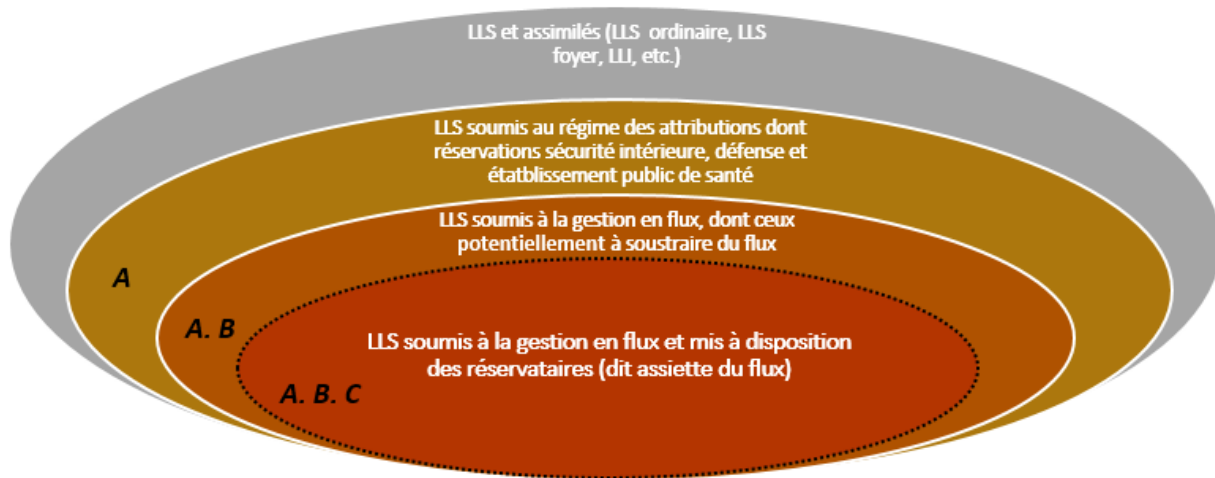 LLS et assimilés (LLS ordinaire, LLS
foyer, LLI, etc.)
LLS soumis au régime des attributions dont
réservations sécurité intérieure, défense et
étatblissement public de santé
LLS soumis à la gestion en flux, dont ceux
potentiellement à soustraire du flux
A
A. B
LLS soumis à la gestion en flux et mis à disposition
des réservataires (dit assiette du flux)
A. B. C